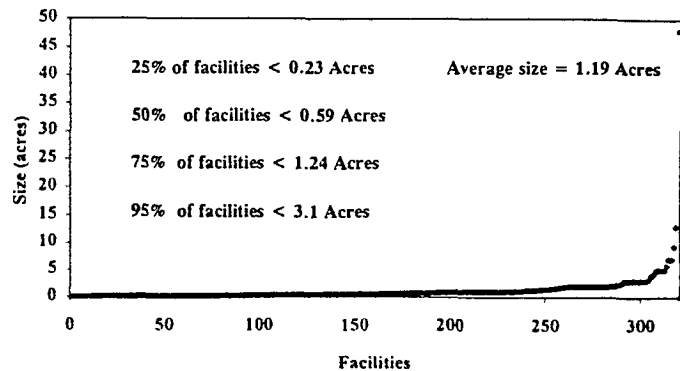 50
45
40
35
30
25
20
15
10
5
0
Size (acres)
25% of facilities < 0.23 Acres
Average size = 1.19 Acres
50% of facilities < 0.59 Acres
75% of facilities < 1.24 Acres
95% of facilities < 3.1 Acres
0 50 100 150 200 250 300
Facilities